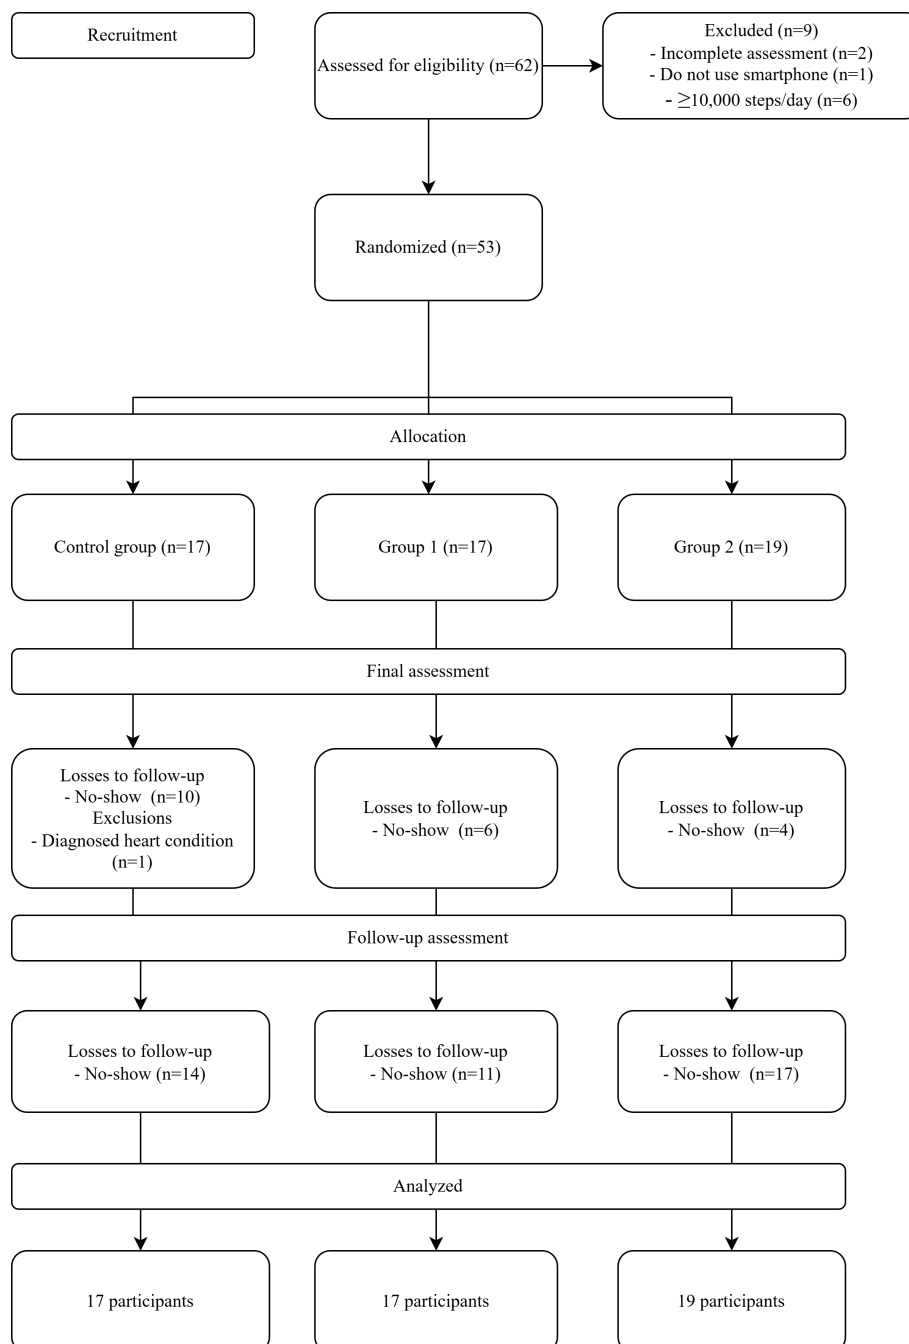 Recruitment
Assessed for eligibility (n=62)
Excluded (n=9)
- Incomplete assessment (n=2)
- Do not use smartphone (n=1)
- ≥10,000 steps/day (n=6)
Randomized (n=53)
Allocation
Control group (n=17)
Group 1 (n=17)
Group 2 (n=19)
Final assessment
Losses to follow-up
- No-show (n=10)
Exclusions
- Diagnosed heart condition
(n=1)
Losses to follow-up
- No-show (n=6)
Losses to follow-up
- No-show (n=4)
Follow-up assessment
Losses to follow-up
- No-show (n=14)
Losses to follow-up
- No-show (n=11)
Losses to follow-up
- No-show (n=17)
Analyzed
17 participants
17 participants
19 participants